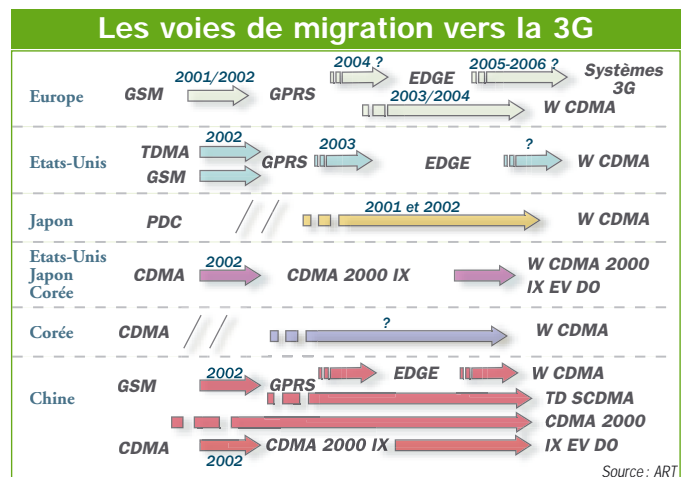 Les voies de migration vers la 3G
Europe
GSM
2001/2002
GPRS
2004 ?
EDGE
2005-2006 ?
Systèmes
3G
2003/2004
W CDMA
Etats-Unis
TDMA
2002
GSM
GPRS
2003
EDGE
?
W CDMA
Japon
PDC
2001 et 2002
W CDMA
Etats-Unis
Japon
Corée
CDMA
2002
CDMA 2000 IX
W CDMA 2000
IX EV DO
Corée
CDMA
?
W CDMA
Chine
GSM
2002
GPRS
EDGE
W CDMA
TD SCDMA
CDMA 2000
CDMA
2002
CDMA 2000 IX
IX EV DO
Source : ART